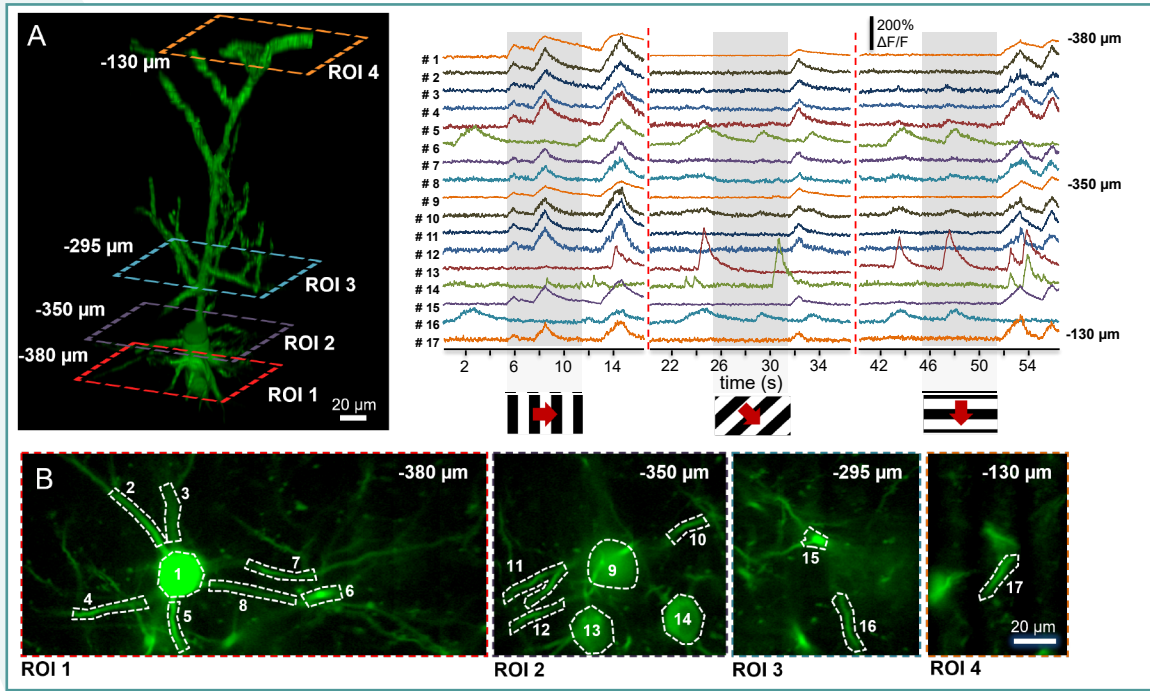 A
-130 µm
ROI 4
-295 µm
ROI 3
-350 µm
ROI 2
-380 µm
ROI 1
20 µm
200%
ΔF/F
-380 µm
# 1
# 2
# 3
# 4
# 5
# 6
# 7
# 8
-350 µm
# 9
# 10
# 11
# 12
# 13
# 14
# 15
# 16
# 17
-130 µm
2 6 10 14 22 26 30 34 42 46 50 54
time (s)
B
-380 µm
2
3
1
7
6
4
8
5
ROI 1
-350 µm
10
11
9
12
13
14
ROI 2
-295 µm
15
16
ROI 3
-130 µm
17
20 µm
ROI 4